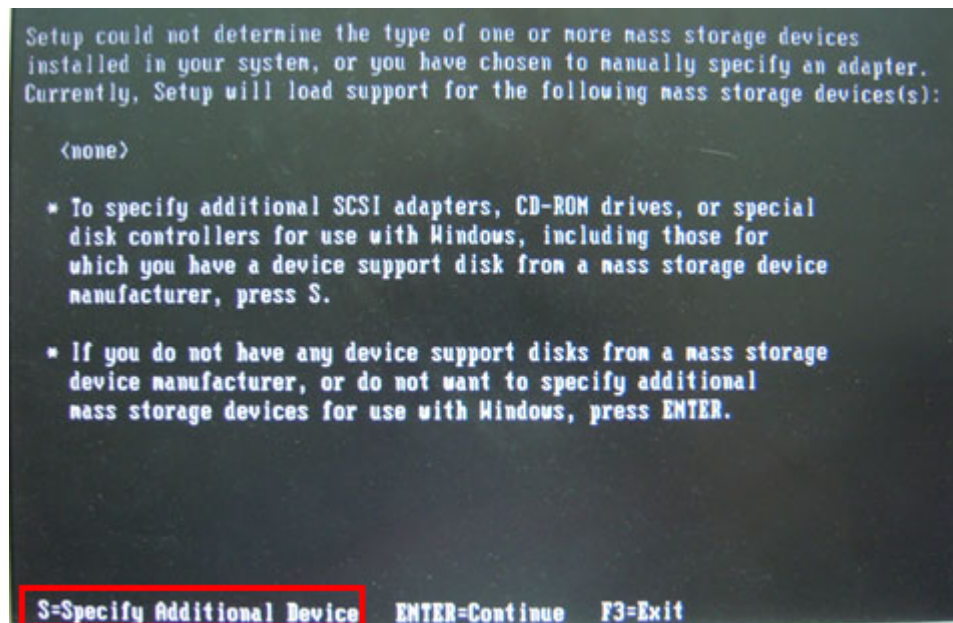 Setup could not determine the type of one or more mass storage devices
installed in your system, or you have chosen to manually specify an adapter.
Currently, Setup will load support for the following mass storage devices(s):
<none>
* To specify additional SCSI adapters, CD-ROM drives, or special
disk controllers for use with Windows, including those for
which you have a device support disk from a mass storage device
manufacturer, press S.
* If you do not have any device support disks from a mass storage
device manufacturer, or do not want to specify additional
mass storage devices for use with Windows, press ENTER.
S=Specify Additional Device ENTER=Continue F3=Exit